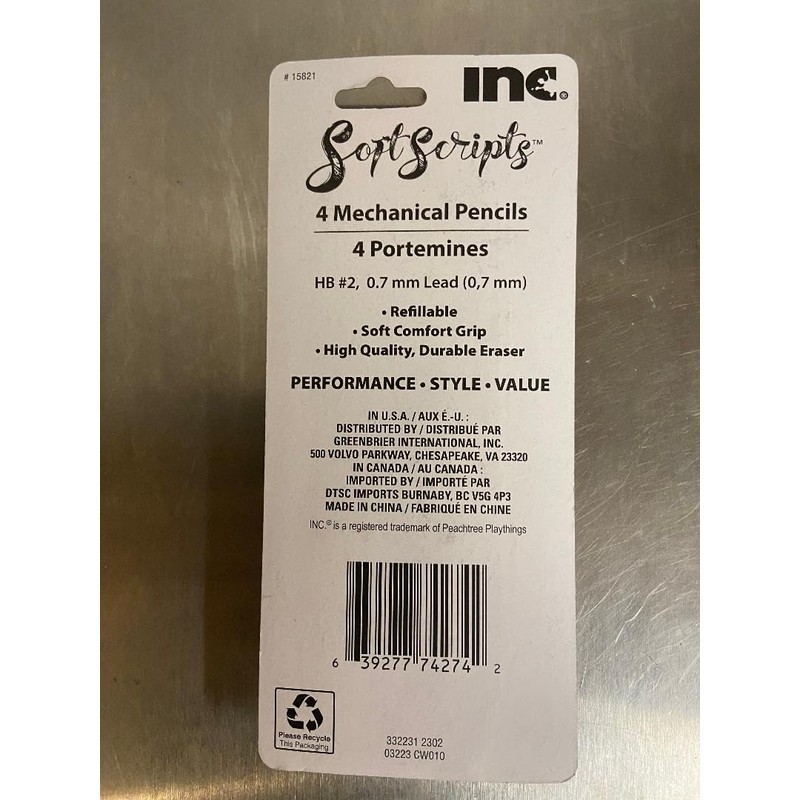 # 15821
INC.®
SoftScripts™
4 Mechanical Pencils
4 Portemines
HB #2, 0.7 mm Lead (0,7 mm)
• Refillable
• Soft Comfort Grip
• High Quality, Durable Eraser
PERFORMANCE • STYLE • VALUE
IN U.S.A. / AUX É.-U. :
DISTRIBUTED BY / DISTRIBUÉ PAR
GREENBRIER INTERNATIONAL, INC.
500 VOLVO PARKWAY, CHESAPEAKE, VA 23320
IN CANADA / AU CANADA :
IMPORTED BY / IMPORTÉ PAR
DTSC IMPORTS BURNABY, BC V5G 4P3
MADE IN CHINA / FABRIQUÉ EN CHINE
INC.® is a registered trademark of Peachtree Playthings
6 39277 74274 2
Please Recycle
This Packaging
332231 2302
03223 CW010